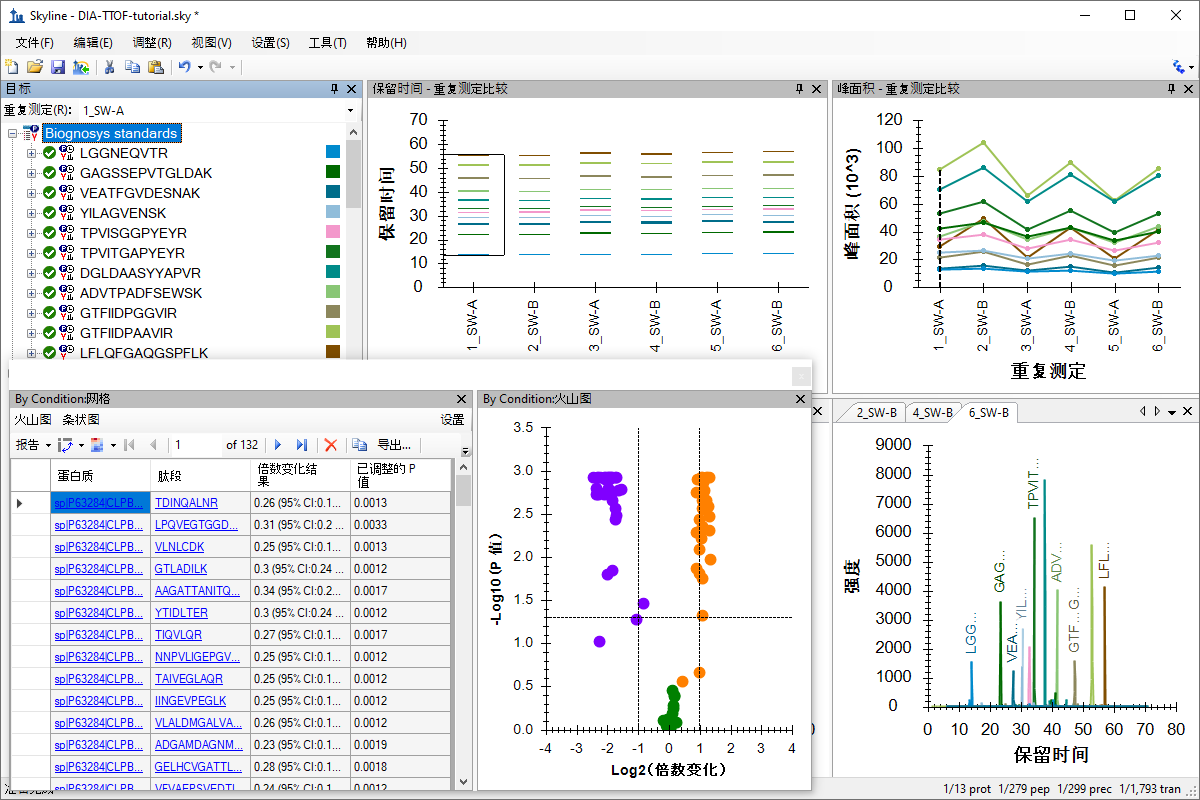 Skyline - DIA-TTOF-tutorial.sky *
文件(F) 编辑(E) 调整(R) 视图(V) 设置(S) 工具(T) 帮助(H)
目标
重复测定(R): 1_SW-A
Biognosys standards
LGGNEQVTR
GAGSSEPVTGLDAK
VEATFGVDESNAK
YILAGVENSK
TPVISGGPYEYR
TPVITGAPYEYR
DGLDAASYYAPVR
ADVTPADFSEWSK
GTFIIDPGGVIR
GTFIIDPAAVIR
LFLQFGAQGSPFLK
保留时间 - 重复测定比较
70
60
50
40
30
20
10
0
保留时间
1_SW-A 2_SW-B 3_SW-A 4_SW-B 5_SW-A 6_SW-B
峰面积 - 重复测定比较
120
100
80
60
40
20
0
峰面积 (10^3)
1_SW-A 2_SW-B 3_SW-A 4_SW-B 5_SW-A 6_SW-B
重复测定
By Condition:网格
火山图 条状图 设置
报告 1 of 132 导出...
蛋白质 肽段 倍数变化结果 已调整的 P 值
sp|P63284|CLPB... TDINQALNR 0.26 (95% CI:0.1... 0.0013
sp|P63284|CLPB... LPQVEGTGGD... 0.31 (95% CI:0.2 ... 0.0033
sp|P63284|CLPB... VLNLCDK 0.25 (95% CI:0.1... 0.0013
sp|P63284|CLPB... GTLADILK 0.3 (95% CI:0.24 ... 0.0012
sp|P63284|CLPB... AAGATTANITQ... 0.34 (95% CI:0.2... 0.0017
sp|P63284|CLPB... YTIDLTER 0.3 (95% CI:0.24 ... 0.0012
sp|P63284|CLPB... TIQVLQR 0.27 (95% CI:0.1... 0.0017
sp|P63284|CLPB... NNPVLIGEPGV... 0.25 (95% CI:0.1... 0.0012
sp|P63284|CLPB... TAIVEGLAQR 0.25 (95% CI:0.1... 0.0012
sp|P63284|CLPB... IINGEVPEGLK 0.25 (95% CI:0.1... 0.0012
sp|P63284|CLPB... VLALDMGALVA... 0.26 (95% CI:0.1... 0.0012
sp|P63284|CLPB... ADGAMDAGNM... 0.23 (95% CI:0.1... 0.0019
sp|P63284|CLPB... GELHCVGATTL... 0.28 (95% CI:0.1... 0.0018
By Condition:火山图
3.5
3.0
2.5
2.0
1.5
1.0
0.5
0.0
-Log10 (P 值)
-4 -3 -2 -1 0 1 2 3 4
Log2 (倍数变化)
2_SW-B 4_SW-B 6_SW-B
9000
8000
7000
6000
5000
4000
3000
2000
1000
0
强度
LGG...
GAG...
VEA...
YIL...
TPVIT...
ADV...
GTF...
G...
LFL...
0 10 20 30 40 50 60 70 80
保留时间
1/13 prot 1/279 pep 1/299 prec 1/1,793 tran